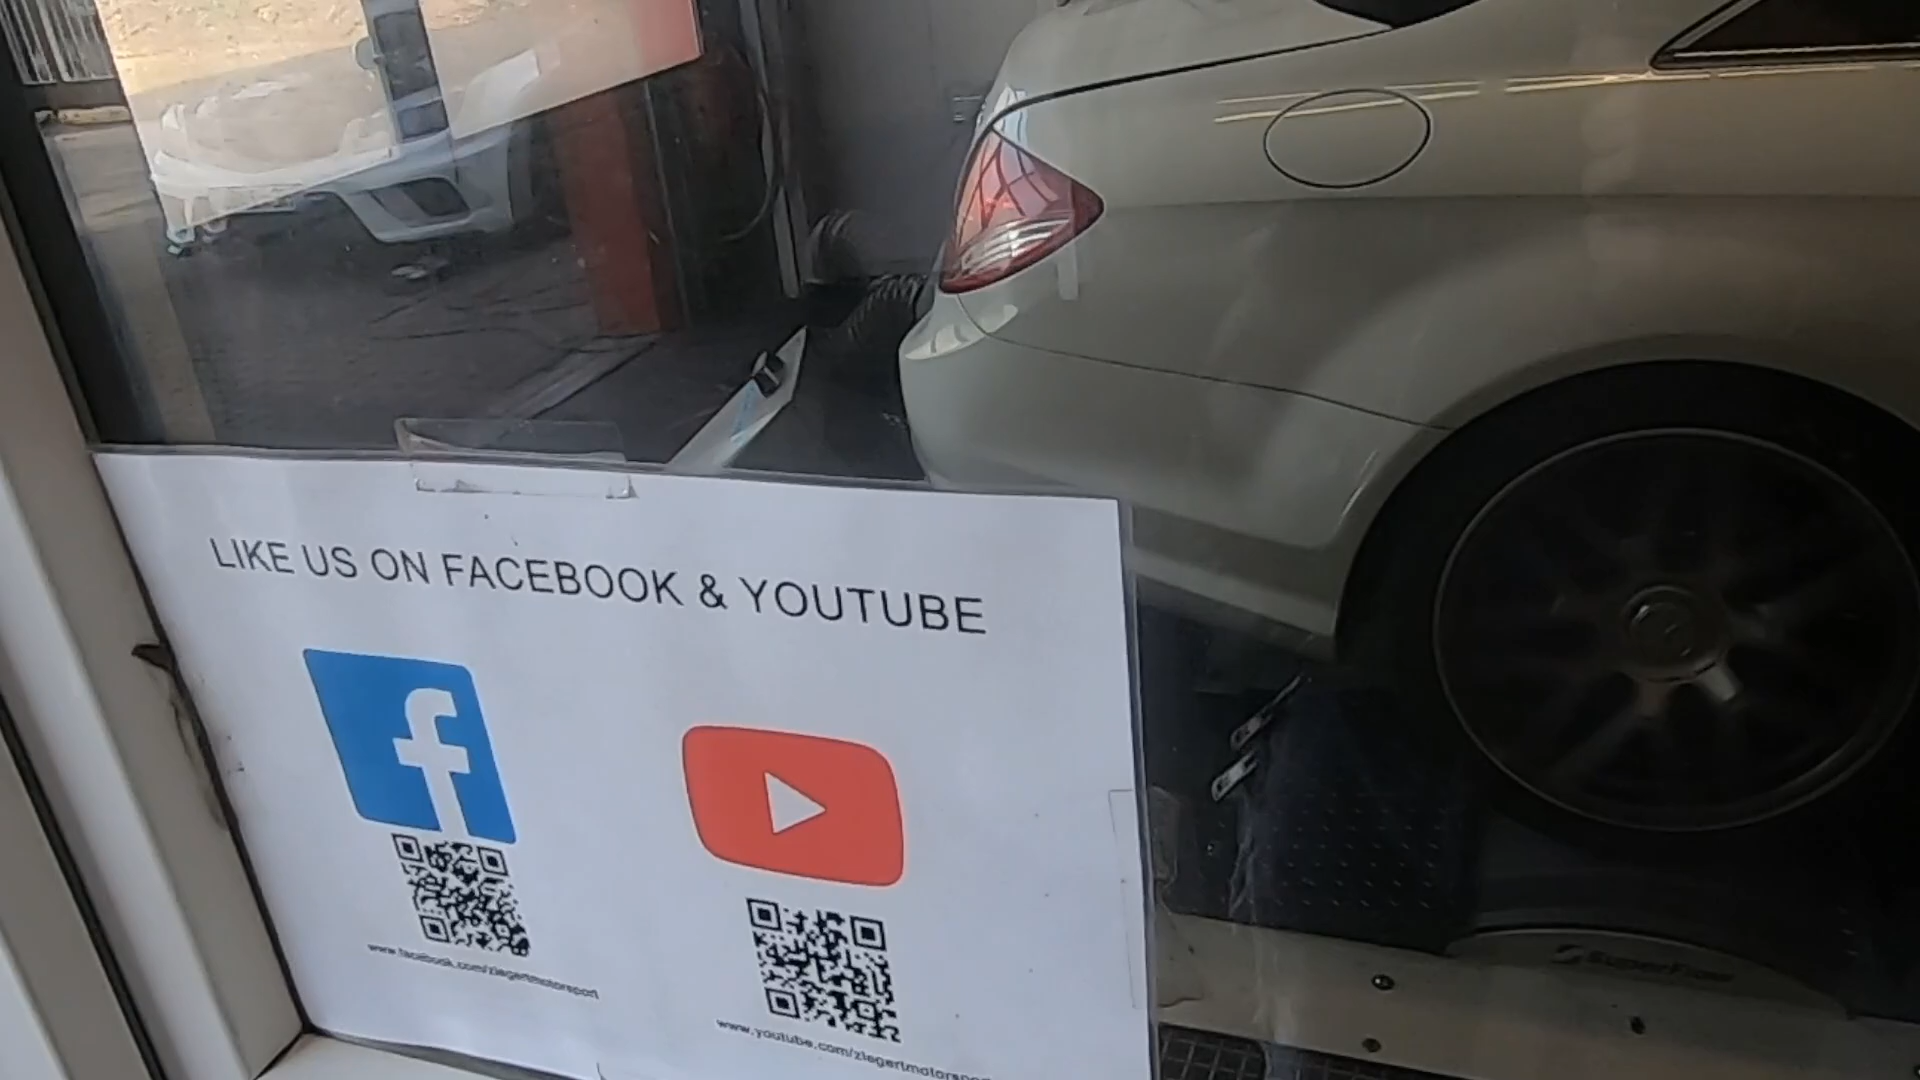 LIKE US ON FACEBOOK & YOUTUBE
f
www.facebook.com/ziegertmotorsport
www.youtube.com/ziegertmotorsport
SuperFlow